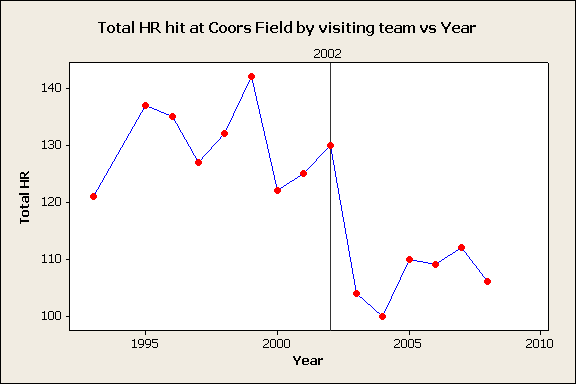 Total HR hit at Coors Field by visiting team vs Year
2002
140
130
120
110
100
Total HR
1995 2000 2005 2010
Year